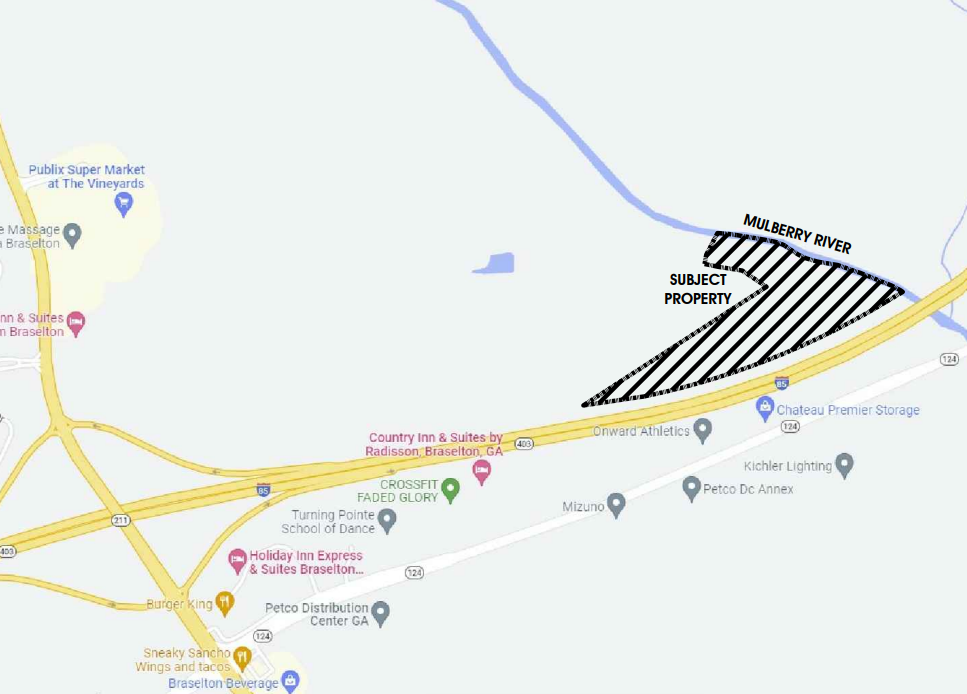 Publix Super Market
at The Vineyards
e Massage
a Braselton
MULBERRY RIVER
SUBJECT
PROPERTY
nn & Suites
m Braselton
124
85
Chateau Premier Storage
124
Onward Athletics
403
Country Inn & Suites by
Radisson, Braselton, GA
Kichler Lighting
CROSSFIT
FADED GLORY
85
Petco Dc Annex
Mizuno
211
Turning Pointe
School of Dance
403
Holiday Inn Express
& Suites Braselton...
124
Burger King
Petco Distribution
Center GA
124
Sneaky Sancho
Wings and tacos
Braselton Beverage